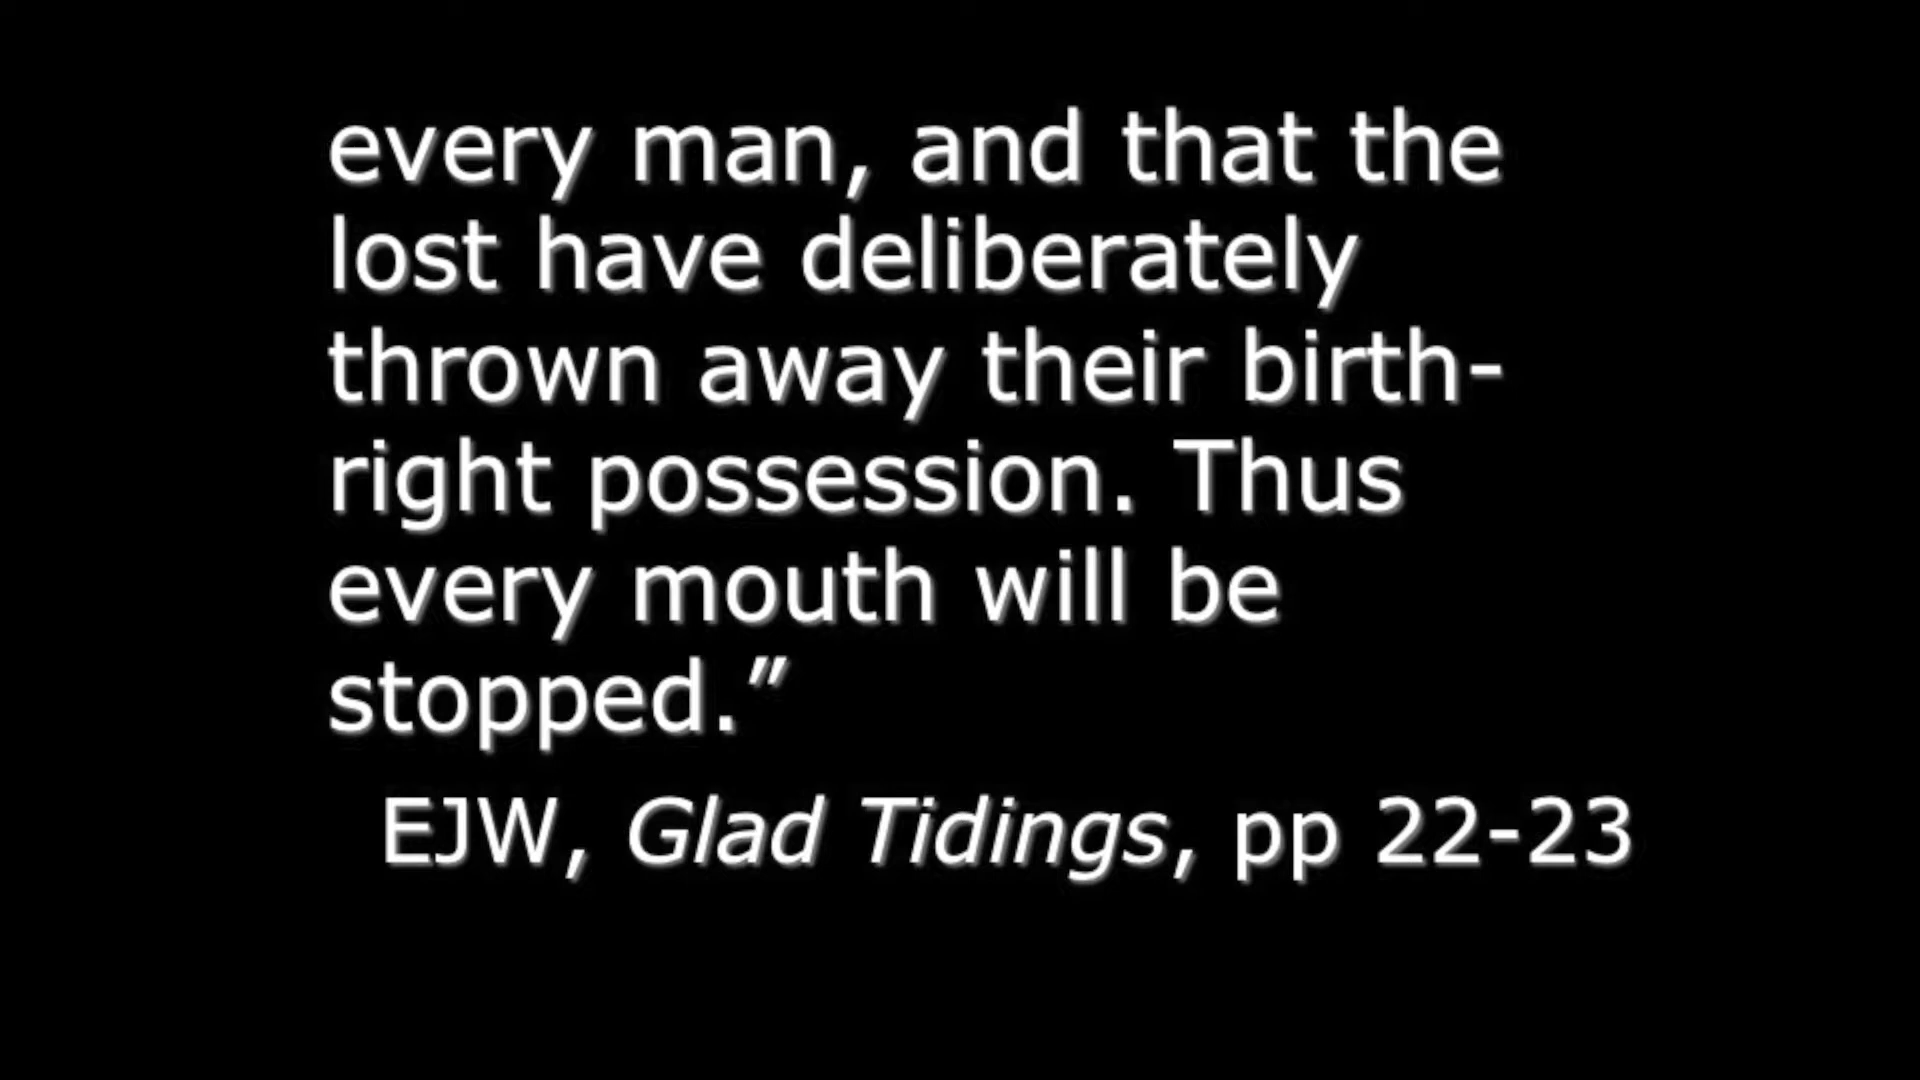 every man, and that the
lost have deliberately
thrown away their birth-
right possession. Thus
every mouth will be
stopped.”
EJW, Glad Tidings, pp 22-23